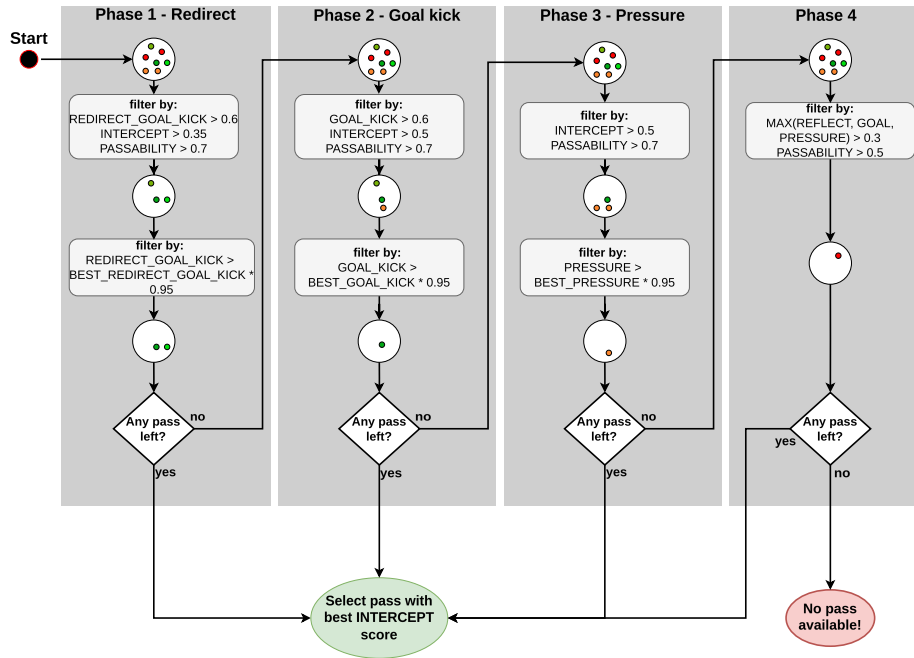 Phase 1 - Redirect
Phase 2 - Goal kick
Phase 3 - Pressure
Phase 4
Start
filter by:
REDIRECT_GOAL_KICK > 0.6
INTERCEPT > 0.35
PASSABILITY > 0.7
filter by:
GOAL_KICK > 0.6
INTERCEPT > 0.5
PASSABILITY > 0.7
filter by:
INTERCEPT > 0.5
PASSABILITY > 0.7
filter by:
MAX(REFLECT, GOAL,
PRESSURE) > 0.3
PASSABILITY > 0.5
filter by:
REDIRECT_GOAL_KICK >
BEST_REDIRECT_GOAL_KICK *
0.95
filter by:
GOAL_KICK >
BEST_GOAL_KICK * 0.95
filter by:
PRESSURE >
BEST_PRESSURE * 0.95
Any pass
left?
no
yes
Any pass
left?
no
yes
Any pass
left?
no
yes
Any pass
left?
yes
no
Select pass with
best INTERCEPT
score
No pass
available!